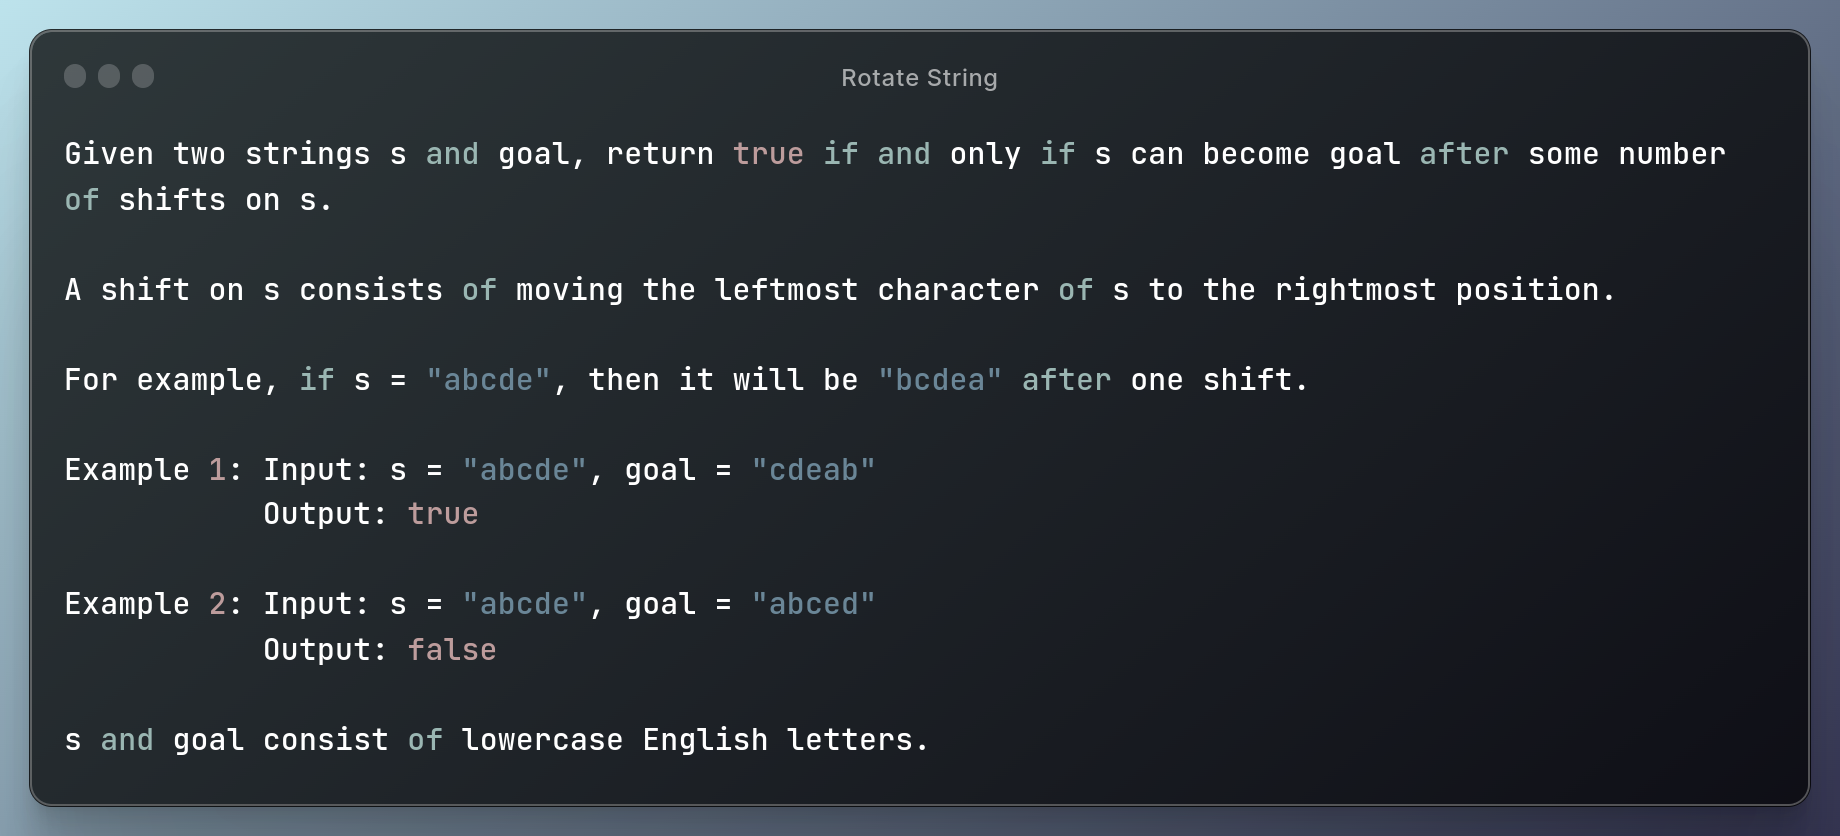 Rotate String
Given two strings s and goal, return true if and only if s can become goal after some number
of shifts on s.
A shift on s consists of moving the leftmost character of s to the rightmost position.
For example, if s = "abcde", then it will be "bcdea" after one shift.
Example 1: Input: s = "abcde", goal = "cdeab"
Output: true
Example 2: Input: s = "abcde", goal = "abced"
Output: false
s and goal consist of lowercase English letters.